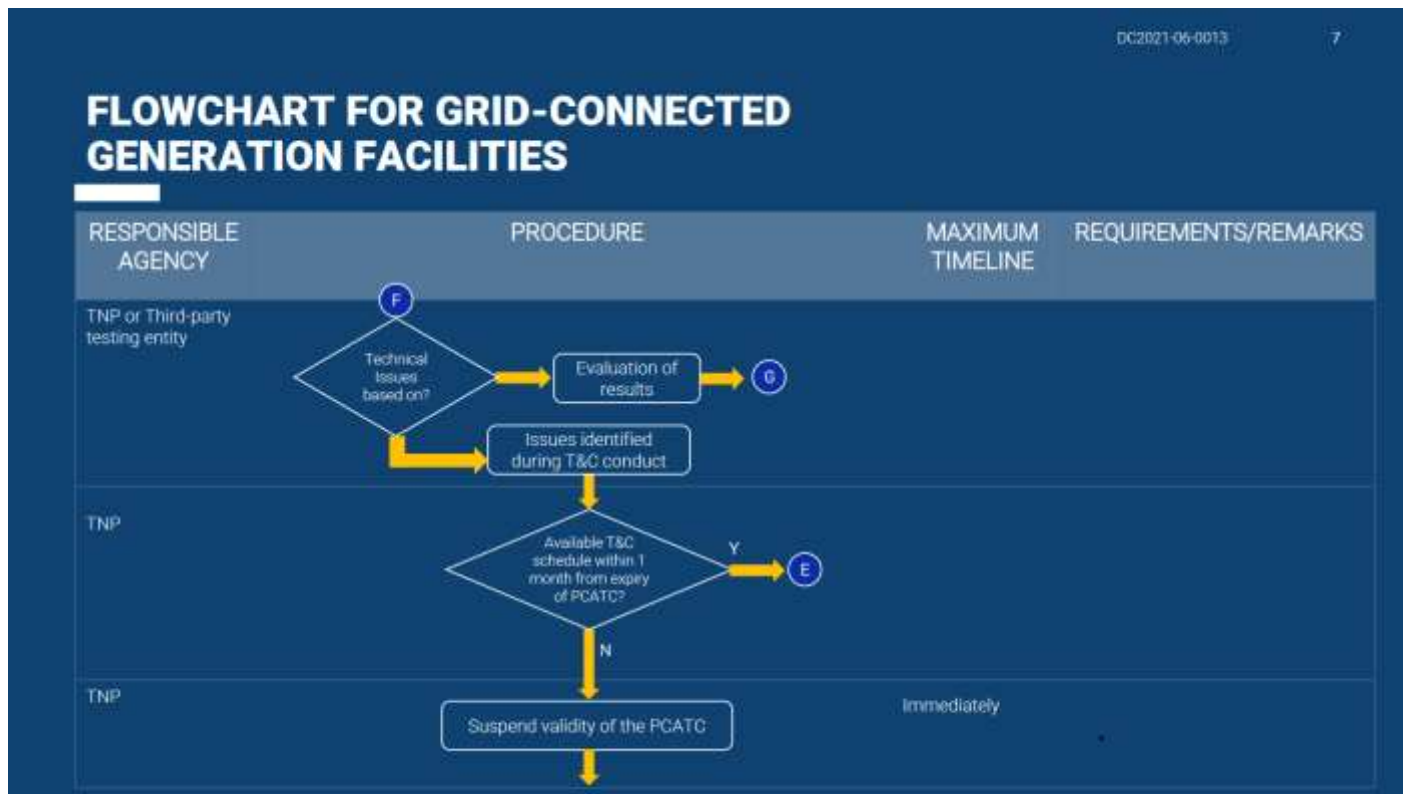 DC2021-06-0013
7
FLOWCHART FOR GRID-CONNECTED
GENERATION FACILITIES
RESPONSIBLE
AGENCY
PROCEDURE
MAXIMUM
TIMELINE
REQUIREMENTS/REMARKS
F
TNP or Third-party
testing entity
Technical
Issues
based on?
Evaluation of
results
G
Issues identified
during T&C conduct
TNP
Available T&C
schedule within 1
month from expiry
of PCATC?
Y
E
N
TNP
Suspend validity of the PCATC
Immediately